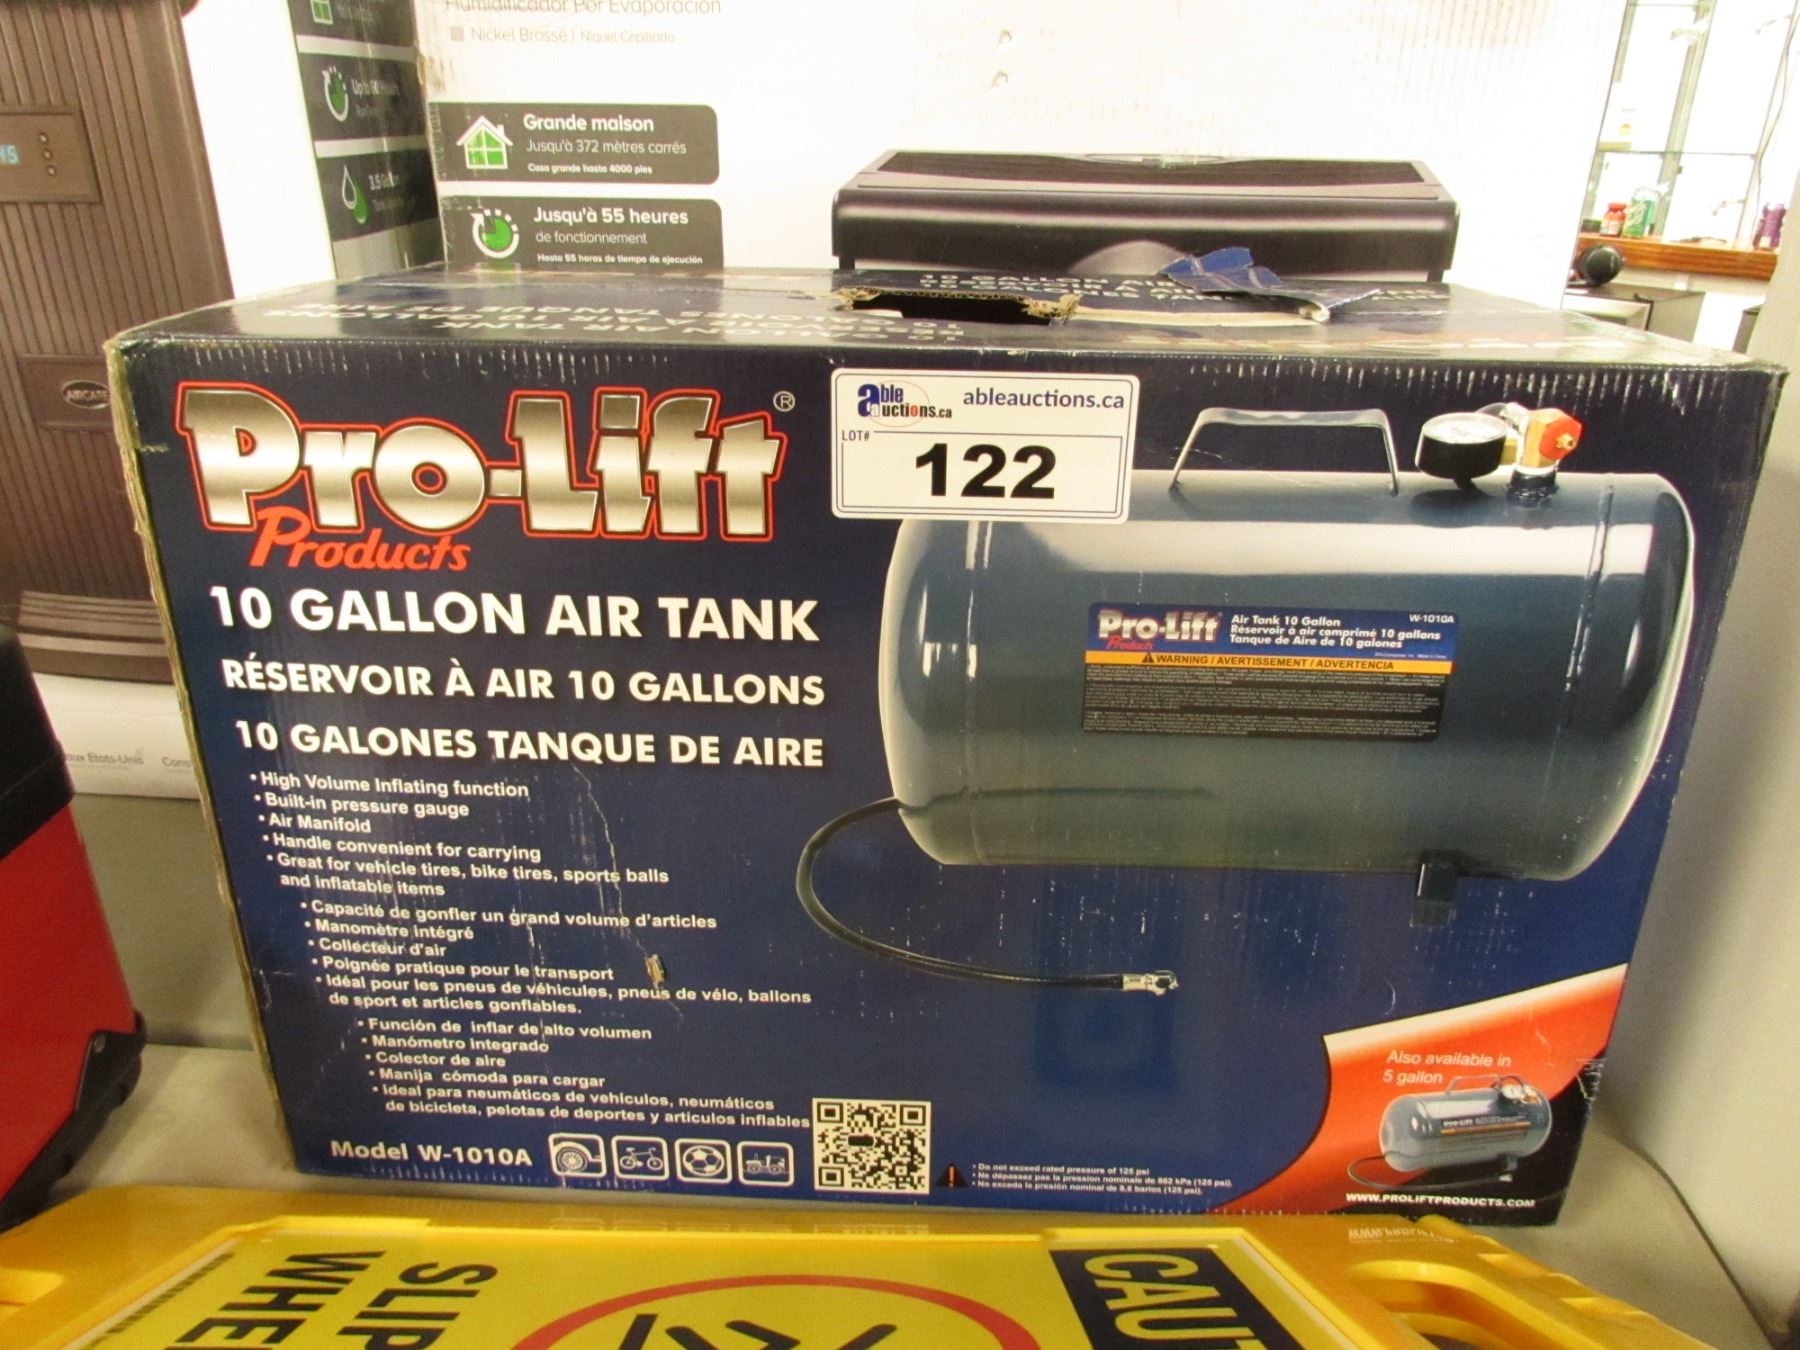 Humidificador Por Evaporación
Nickel Brossé | Níquel Cepillado
Grande maison
Jusqu'à 372 mètres carrés
Casa grande hasta 4000 pies
Jusqu'à 55 heures
de fonctionnement
Hasta 55 horas de tiempo de ejecución
AIRCARE
Pro-Lift®
Products
able auctions.ca
ableauctions.ca
LOT#
122
10 GALLON AIR TANK
RÉSERVOIR À AIR 10 GALLONS
10 GALONES TANQUE DE AIRE
• High Volume Inflating function
• Built-in pressure gauge
• Air Manifold
• Handle convenient for carrying
• Great for vehicle tires, bike tires, sports balls
and inflatable items
• Capacité de gonfler un grand volume d'articles
• Manomètre intégré
• Collecteur d'air
• Poignée pratique pour le transport
• Idéal pour les pneus de véhicules, pneus de vélo, ballons
de sport et articles gonflables.
• Función de inflar de alto volumen
• Manómetro integrado
• Colector de aire
• Manija cómoda para cargar
• Ideal para neumáticos de vehículos, neumáticos
de bicicleta, pelotas de deportes y articulos inflables
Model W-1010A
Pro-Lift
Products
Air Tank 10 Gallon
W-1010A
Réservoir à air comprimé 10 gallons
Tanque de Aire de 10 galones
WARNING / AVERTISSEMENT / ADVERTENCIA
• Do not exceed rated pressure of 125 psi
• Ne dépassez pas la pression nominale de 862 kPa (125 psi).
• No exceda la presión nominal de 8,6 barios (125 psi).
Also available in
5 gallon
WWW.PROLIFTPRODUCTS.COM
CAUT
SLIP
WHE